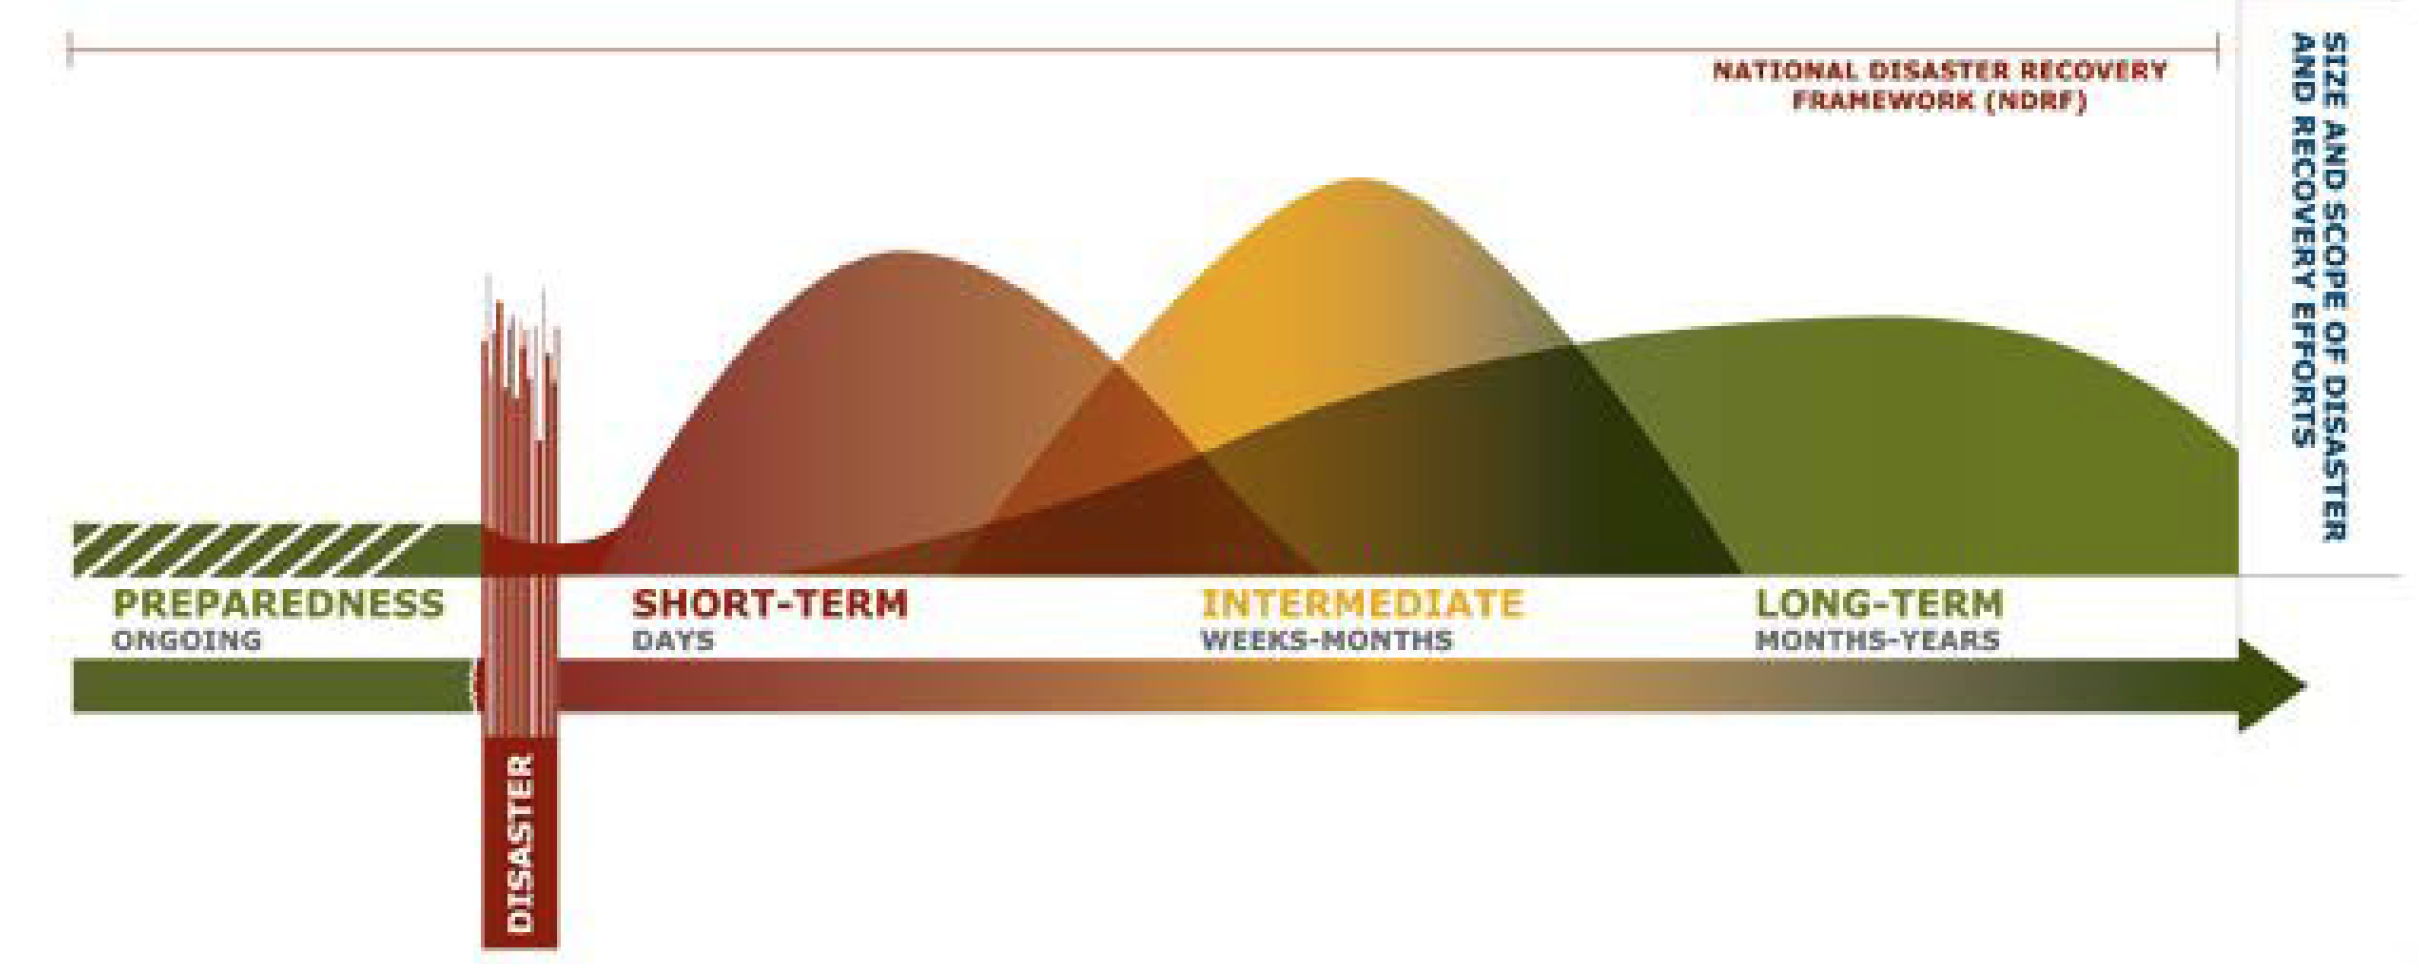 NATIONAL DISASTER RECOVERY
FRAMEWORK (NDRF)
SIZE AND SCOPE OF DISASTER
AND RECOVERY EFFORTS
PREPAREDNESS
ONGOING
SHORT-TERM
DAYS
INTERMEDIATE
WEEKS-MONTHS
LONG-TERM
MONTHS-YEARS
DISASTER